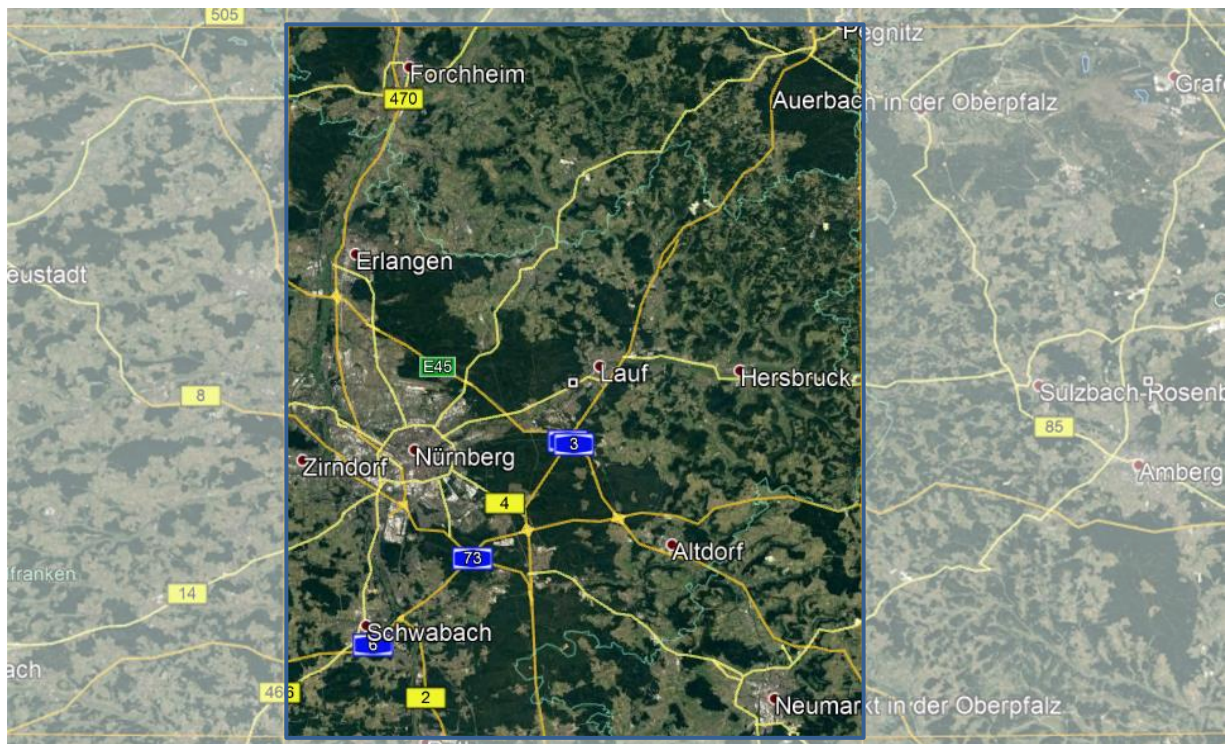 505
Pegnitz
Forchheim
470
Grafe
Auerbach in der Oberpfalz
Erlangen
eustadt
E45
Lauf
Hersbruck
8
Sulzbach-Rosenb
85
3
Nürnberg
Zirndorf
Amberg
4
Altdorf
73
lfranken
14
Schwabach
6
ach
466
2
Neumarkt in der Oberpfalz